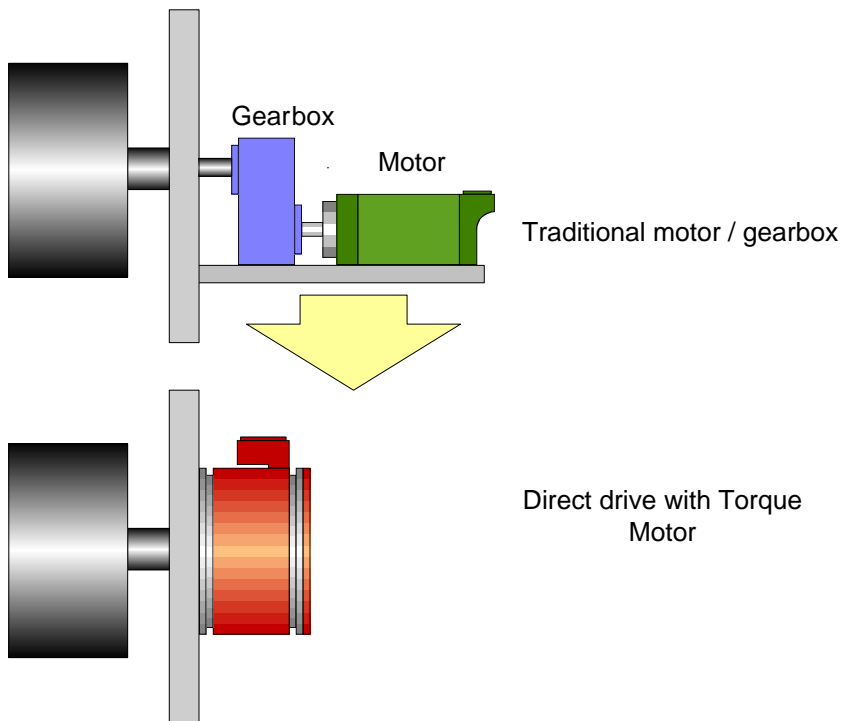 Gearbox
Motor
Traditional motor / gearbox
Direct drive with Torque
Motor